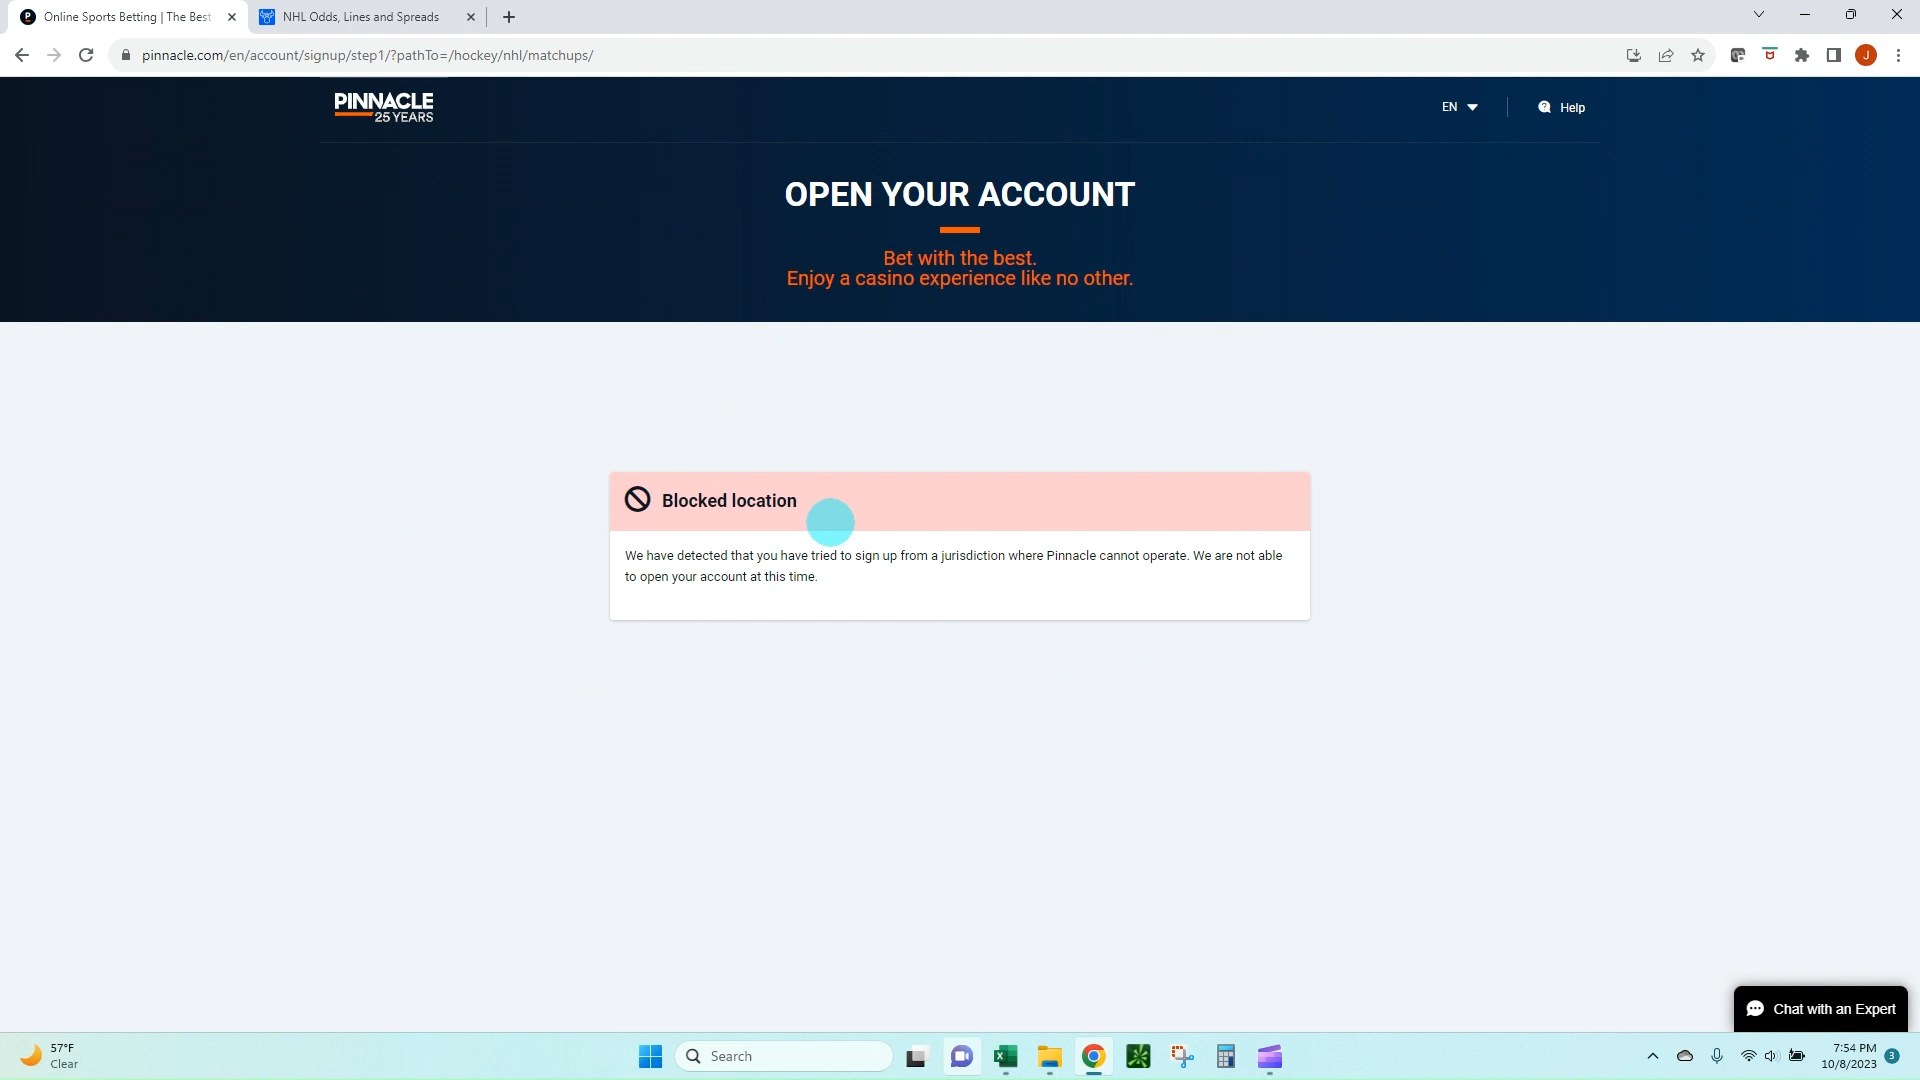 Online Sports Betting | The Best
NHL Odds, Lines and Spreads
pinnacle.com/en/account/signup/step1/?pathTo=/hockey/nhl/matchups/
J
PINNACLE
25 YEARS
EN
Help
OPEN YOUR ACCOUNT
Bet with the best.
Enjoy a casino experience like no other.
Blocked location
We have detected that you have tried to sign up from a jurisdiction where Pinnacle cannot operate. We are not able
to open your account at this time.
Chat with an Expert
57°F
Clear
Search
7:54 PM
10/8/2023
3